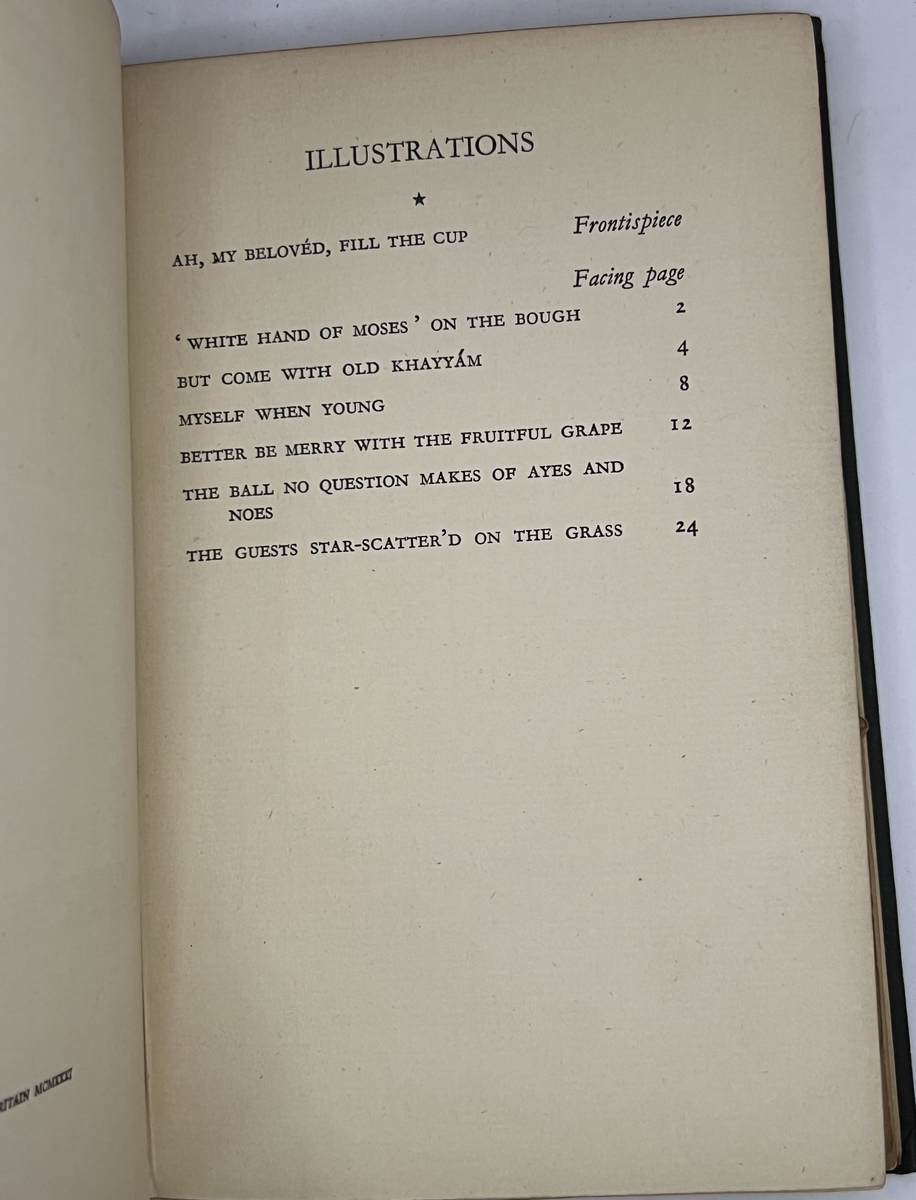 ILLUSTRATIONS
★
AH, MY BELOVÉD, FILL THE CUP Frontispiece
Facing page
‘ WHITE HAND OF MOSES ’ ON THE BOUGH 2
BUT COME WITH OLD KHAYYÁM 4
MYSELF WHEN YOUNG 8
BETTER BE MERRY WITH THE FRUITFUL GRAPE 12
THE BALL NO QUESTION MAKES OF AYES AND
NOES 18
THE GUESTS STAR-SCATTER’D ON THE GRASS 24
RITAIN MCMXXXI